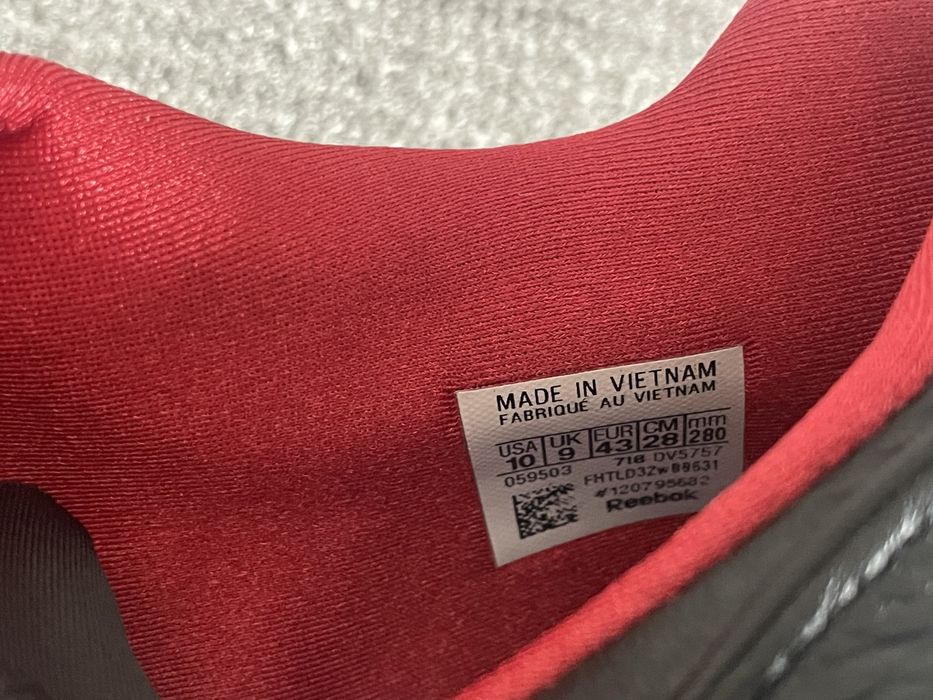 MADE IN VIETNAM
FABRIQUÉ AU VIETNAM
USA UK EUR CM mm
10 9 43 28 280
059503 718 DV5757
#120795682
Reebok